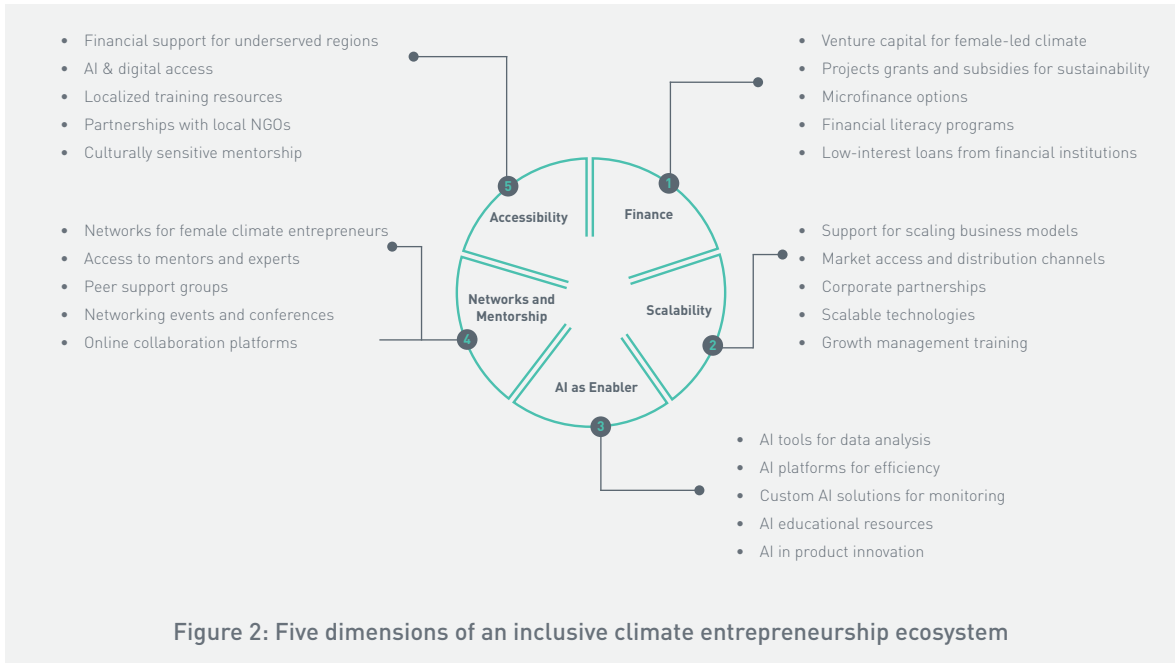 • Financial support for underserved regions
• AI & digital access
• Localized training resources
• Partnerships with local NGOs
• Culturally sensitive mentorship
• Venture capital for female-led climate
• Projects grants and subsidies for sustainability
• Microfinance options
• Financial literacy programs
• Low-interest loans from financial institutions
5
Accessibility
1
Finance
• Networks for female climate entrepreneurs
• Access to mentors and experts
• Peer support groups
• Networking events and conferences
• Online collaboration platforms
4
Networks and
Mentorship
Scalability
2
• Support for scaling business models
• Market access and distribution channels
• Corporate partnerships
• Scalable technologies
• Growth management training
AI as Enabler
3
• AI tools for data analysis
• AI platforms for efficiency
• Custom AI solutions for monitoring
• AI educational resources
• AI in product innovation
Figure 2: Five dimensions of an inclusive climate entrepreneurship ecosystem